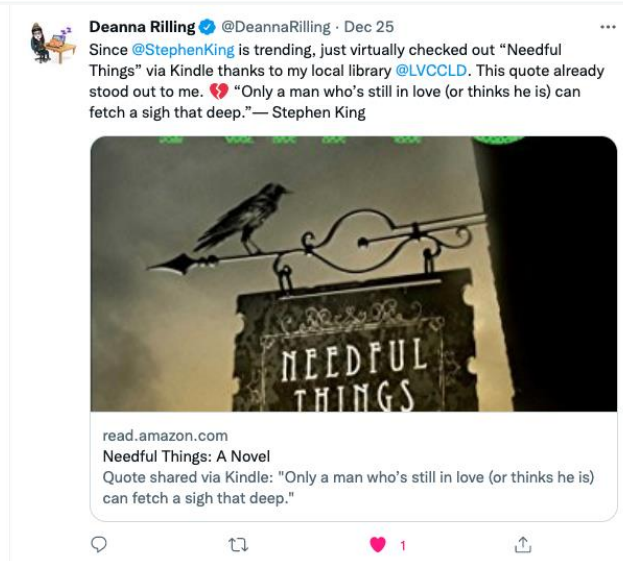 Deanna Rilling @DeannaRilling · Dec 25
Since @StephenKing is trending, just virtually checked out “Needful
Things” via Kindle thanks to my local library @LVCCLD. This quote already
stood out to me. 💔 “Only a man who’s still in love (or thinks he is) can
fetch a sigh that deep.”— Stephen King
NEEDFUL
THINGS
read.amazon.com
Needful Things: A Novel
Quote shared via Kindle: "Only a man who’s still in love (or thinks he is)
can fetch a sigh that deep."
1